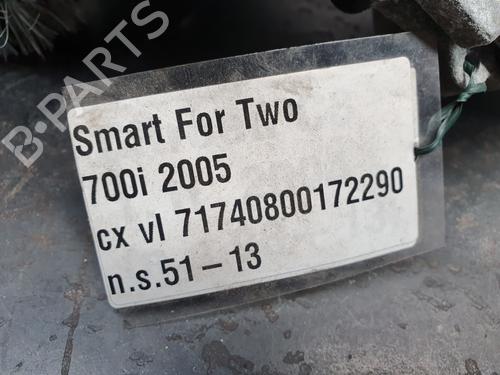 B-PARTS
Smart For Two
700i 2005
cx vl 71740800172290
n.s.51-13